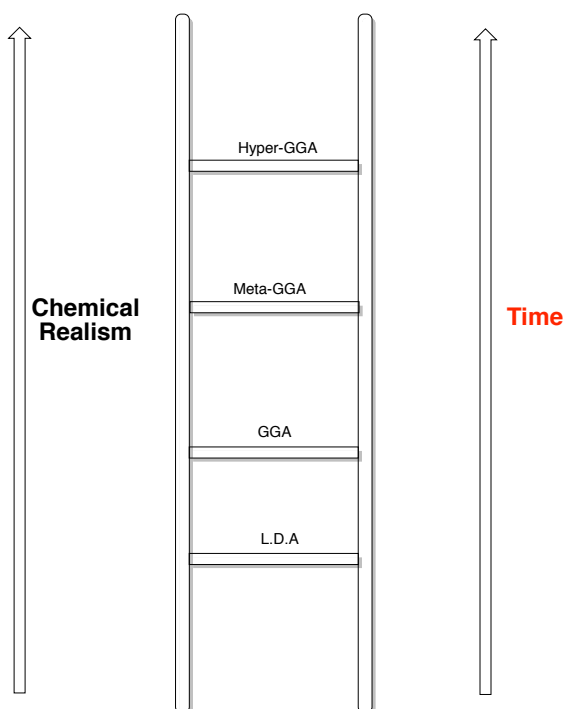 Hyper-GGA
Meta-GGA
Chemical
Realism
Time
GGA
L.D.A